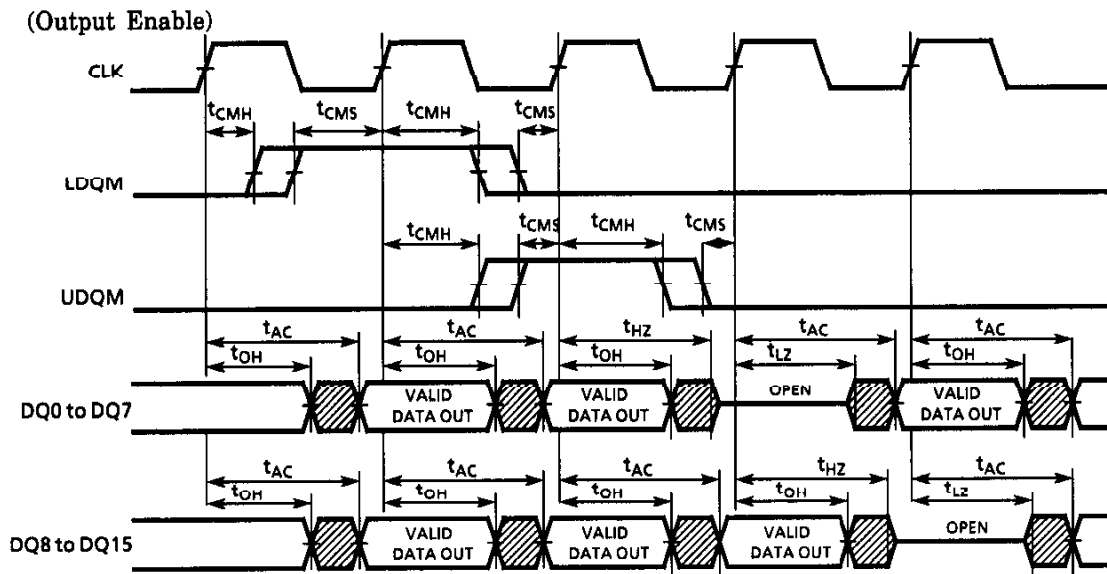 (Output Enable)
CLK
tCMH tCMS tCMH tCMS
LDQM
tCMH tCMS tCMH tCMS
UDQM
tAC tAC tHZ tAC tAC
tOH tOH tOH tLZ tOH
DQ0 to DQ7
VALID DATA OUT
VALID DATA OUT
OPEN
VALID DATA OUT
tAC tAC tAC tHZ tAC
tOH tOH tOH tOH tLZ
DQ8 to DQ15
VALID DATA OUT
VALID DATA OUT
VALID DATA OUT
OPEN